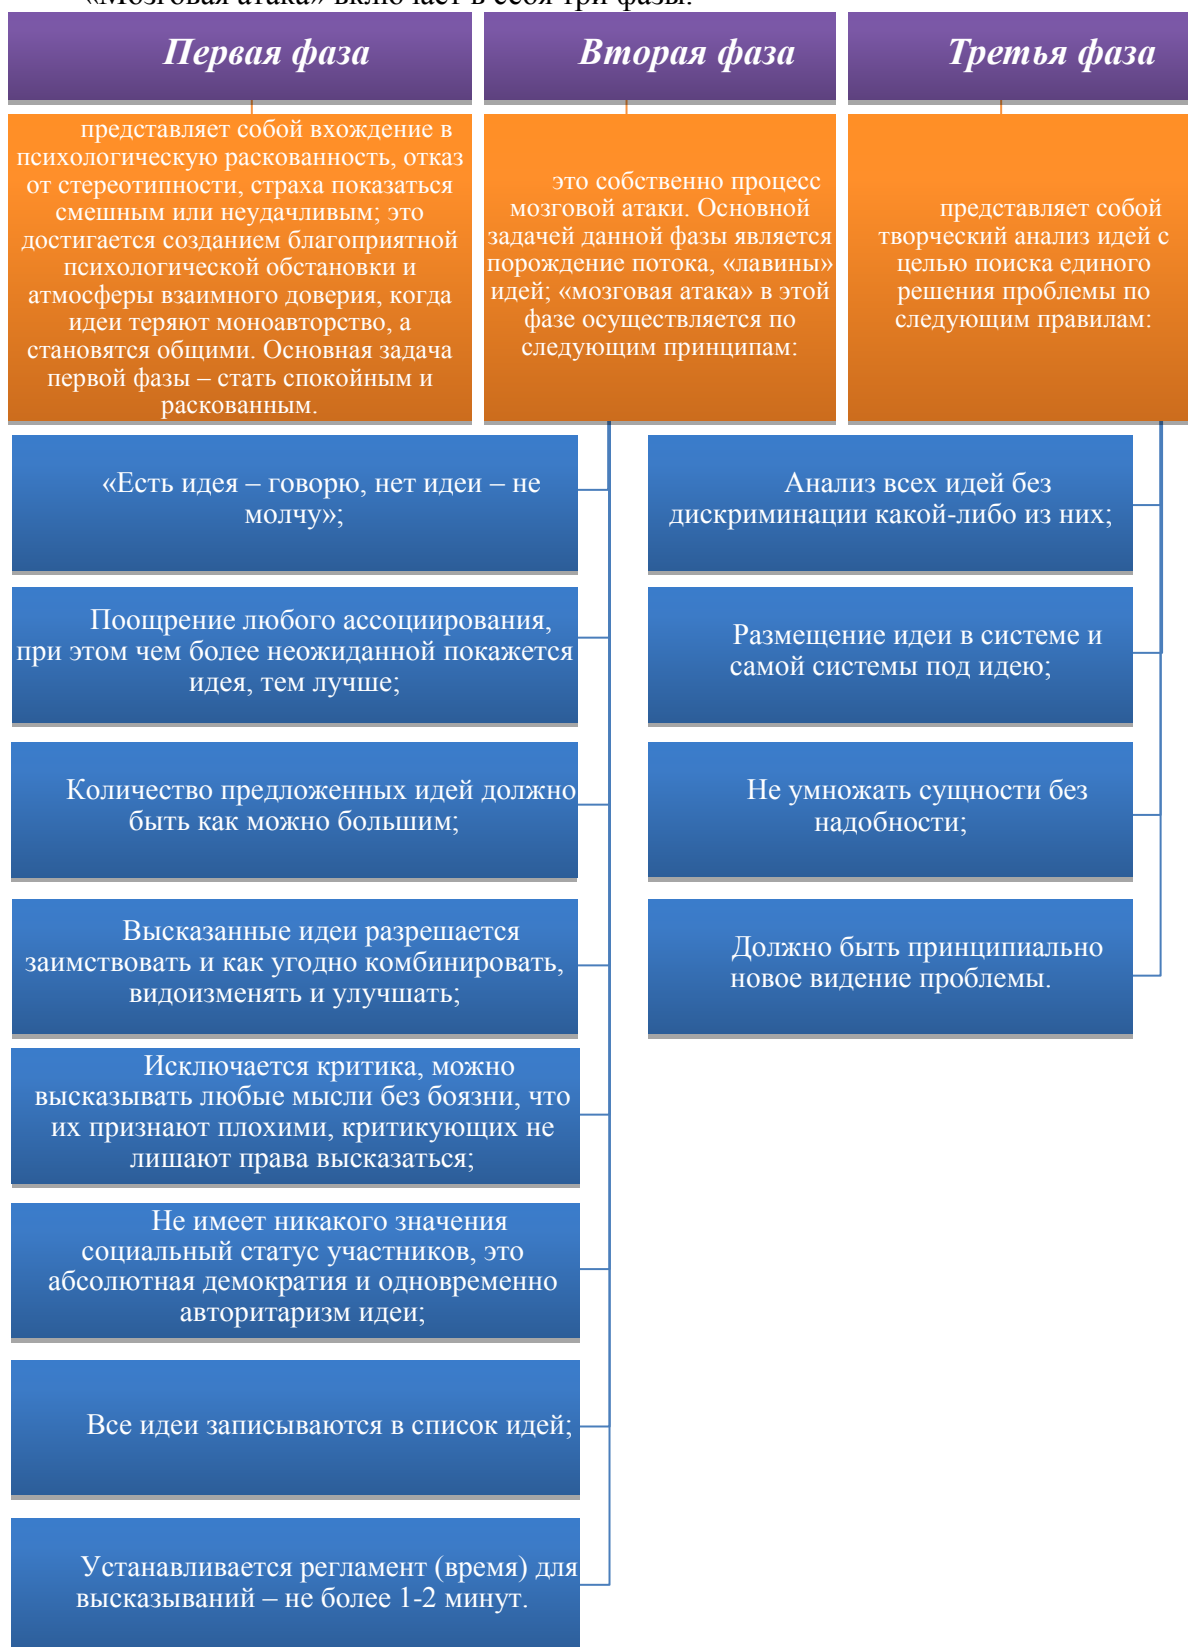 «Мозговая атака» включает в себя три фазы:
Первая фаза
представляет собой вхождение в
психологическую раскованность, отказ
от стереотипности, страха показаться
смешным или неудачливым; это
достигается созданием благоприятной
психологической обстановки и
атмосферы взаимного доверия, когда
идеи теряют моноавторство, а
становятся общими. Основная задача
первой фазы – стать спокойным и
раскованным.
Вторая фаза
это собственно процесс
мозговой атаки. Основной
задачей данной фазы является
порождение потока, «лавины»
идей; «мозговая атака» в этой
фазе осуществляется по
следующим принципам:
«Есть идея – говорю, нет идеи – не
молчу»;
Поощрение любого ассоциирования,
при этом чем более неожиданной покажется
идея, тем лучше;
Количество предложенных идей должно
быть как можно большим;
Высказанные идеи разрешается
заимствовать и как угодно комбинировать,
видоизменять и улучшать;
Исключается критика, можно
высказывать любые мысли без боязни, что
их признают плохими, критикующих не
лишают права высказаться;
Не имеет никакого значения
социальный статус участников, это
абсолютная демократия и одновременно
авторитаризм идеи;
Все идеи записываются в список идей;
Устанавливается регламент (время) для
высказываний – не более 1-2 минут.
Третья фаза
представляет собой
творческий анализ идей с
целью поиска единого
решения проблемы по
следующим правилам:
Анализ всех идей без
дискриминации какой-либо из них;
Размещение идеи в системе и
самой системы под идею;
Не умножать сущности без
надобности;
Должно быть принципиально
новое видение проблемы.